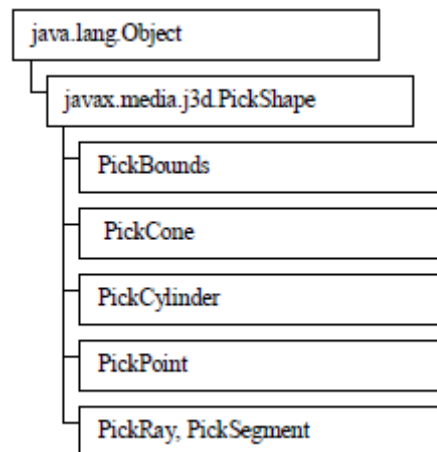 java.lang.Object
javax.media.j3d.PickShape
PickBounds
PickCone
PickCylinder
PickPoint
PickRay, PickSegment